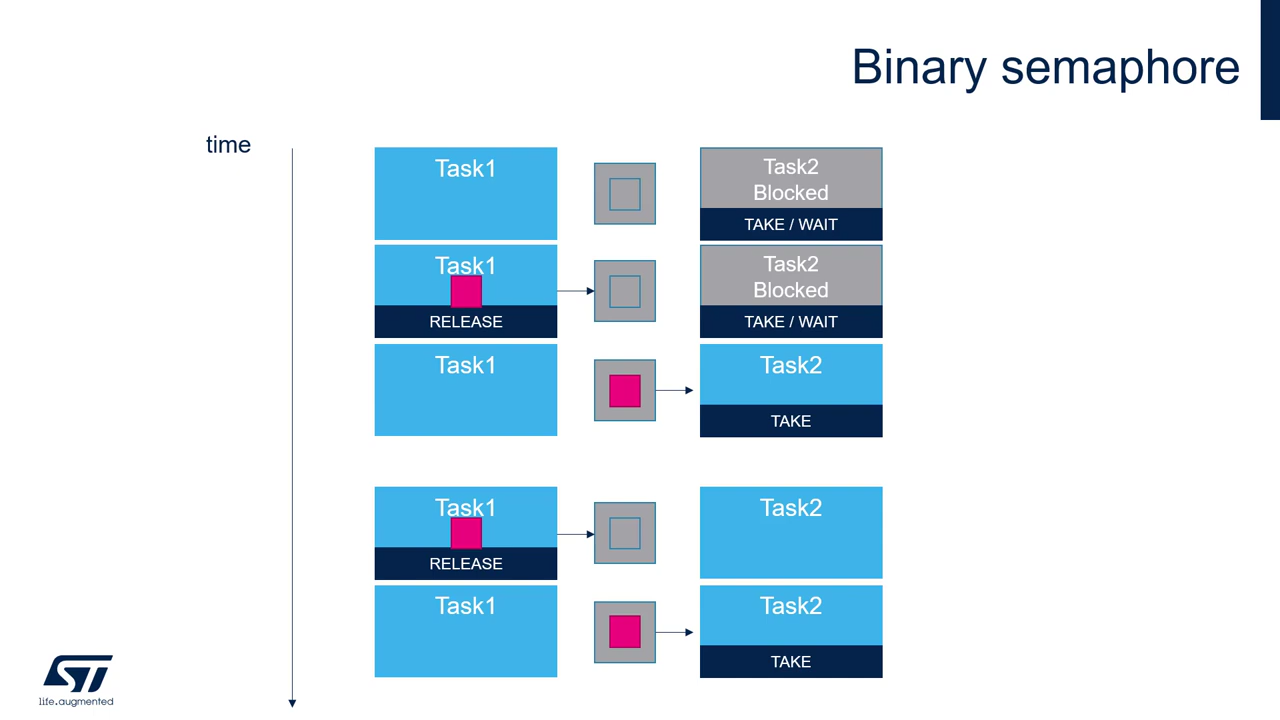 Binary semaphore
time
Task1
Task2
Blocked
TAKE / WAIT
Task1
Task2
Blocked
RELEASE
TAKE / WAIT
Task1
Task2
TAKE
Task1
Task2
RELEASE
Task1
Task2
TAKE
ST
life.augmented